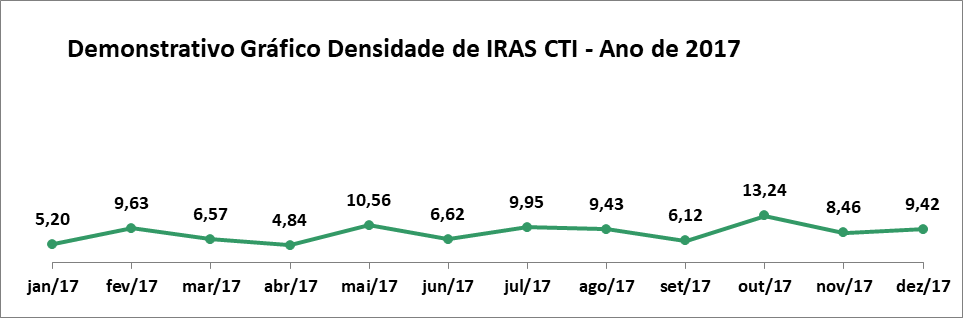 Demonstrativo Gráfico Densidade de IRAS CTI - Ano de 2017
5,20 9,63 6,57 4,84 10,56 6,62 9,95 9,43 6,12 13,24 8,46 9,42
jan/17 fev/17 mar/17 abr/17 mai/17 jun/17 jul/17 ago/17 set/17 out/17 nov/17 dez/17